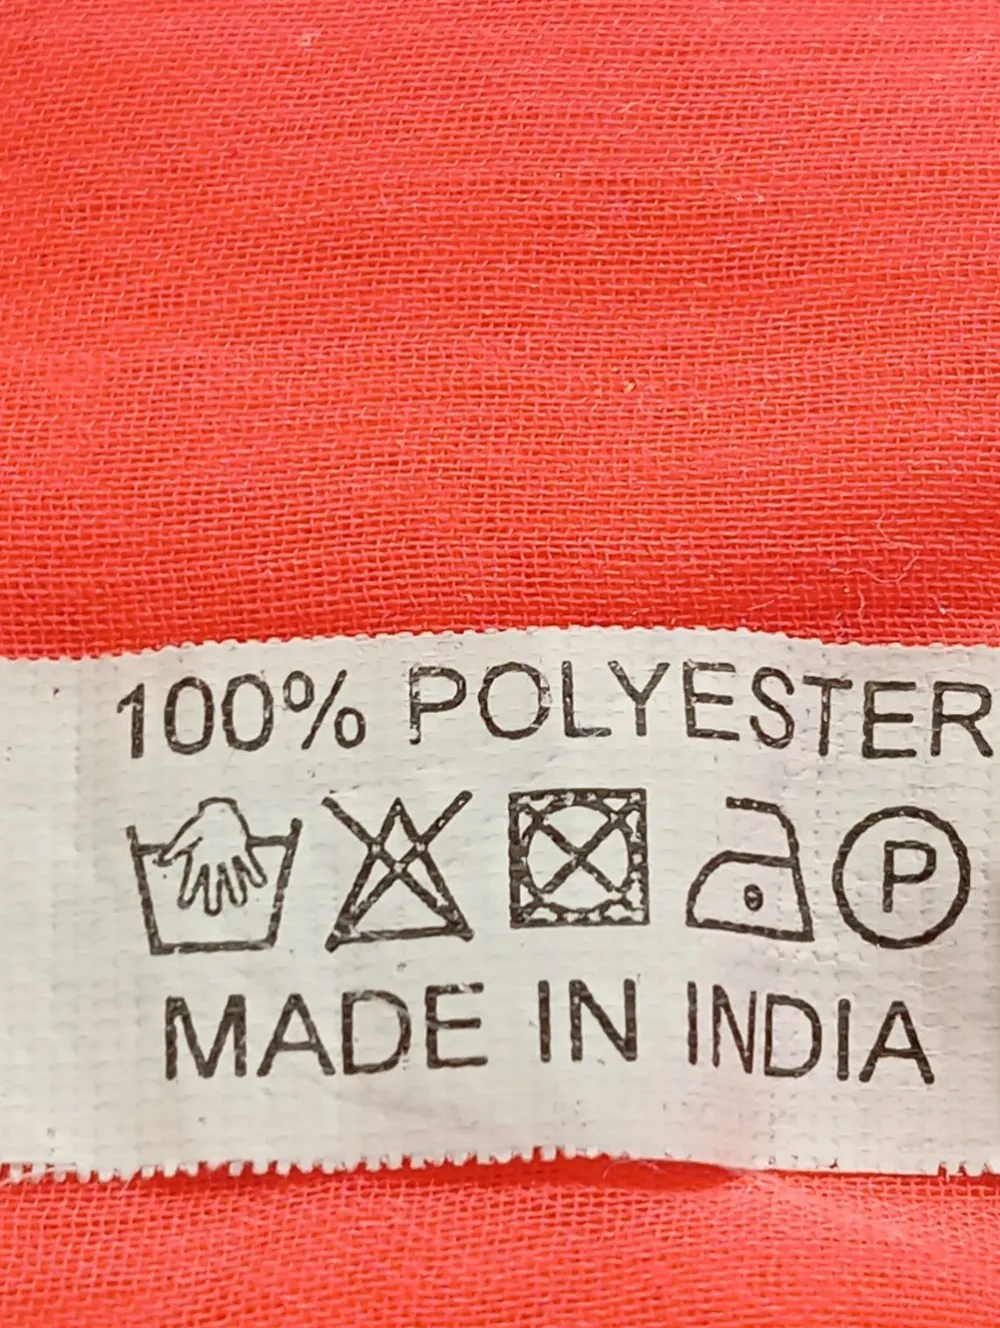 100% POLYESTER
P
MADE IN INDIA